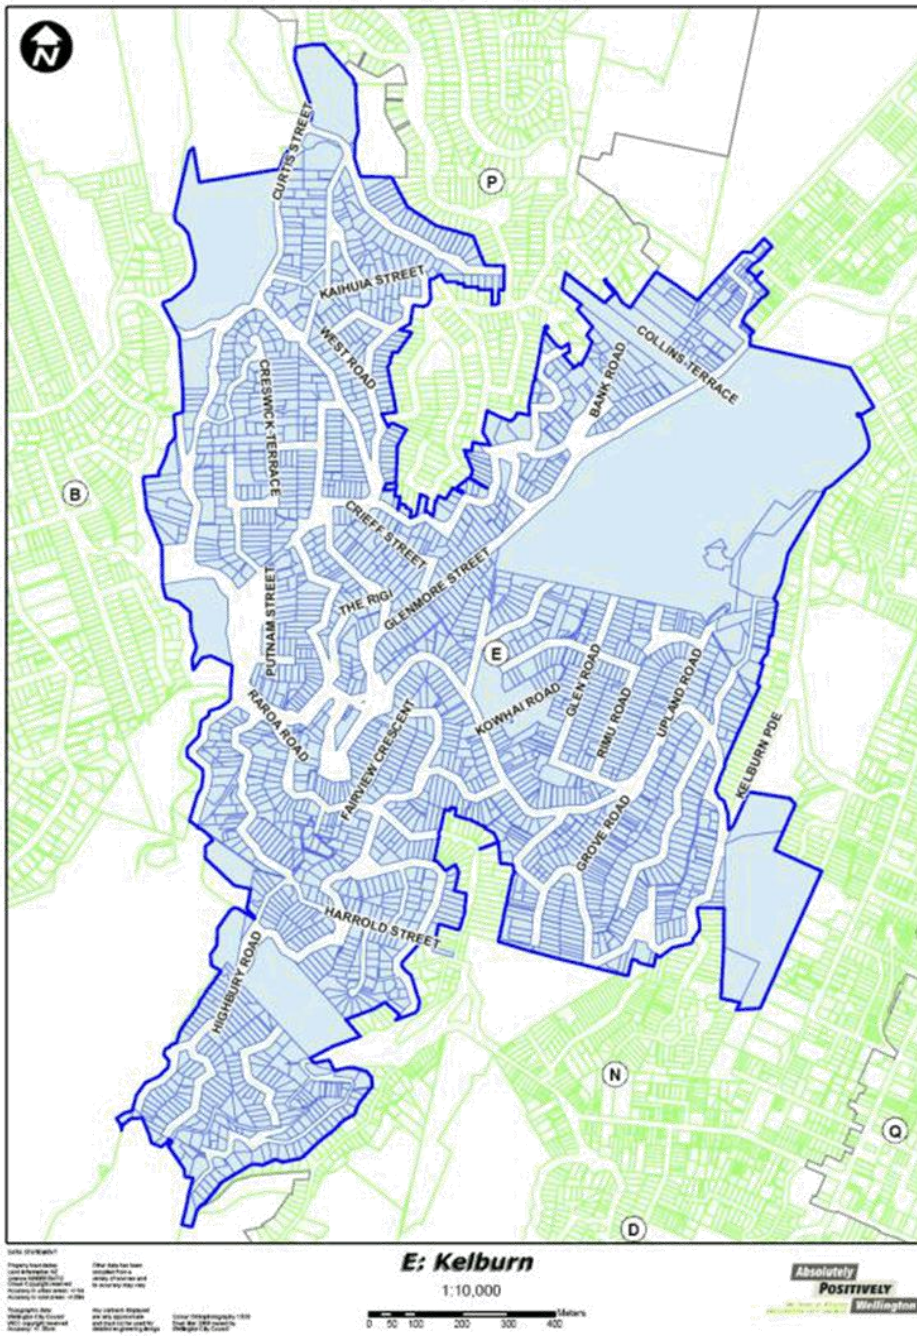 N
CURTIS STREET
P
KAIHUIA STREET
WEST ROAD
COLLINS TERRACE
BANK ROAD
CRESWICK TERRACE
B
CRIEFF STREET
GLENMORE STREET
THE RIGI
PUTNAM STREET
E
GLEN ROAD
KOWHAI ROAD
RIMU ROAD
UPLAND ROAD
RAROA ROAD
FAIRVIEW CRESCENT
KELBURN PDE
GROVE ROAD
HARROLD STREET
HIGHBURY ROAD
N
Q
D
E: Kelburn
1:10,000
Meters
0 50 100 200 300 400
Absolutely
POSITIVELY
Wellington